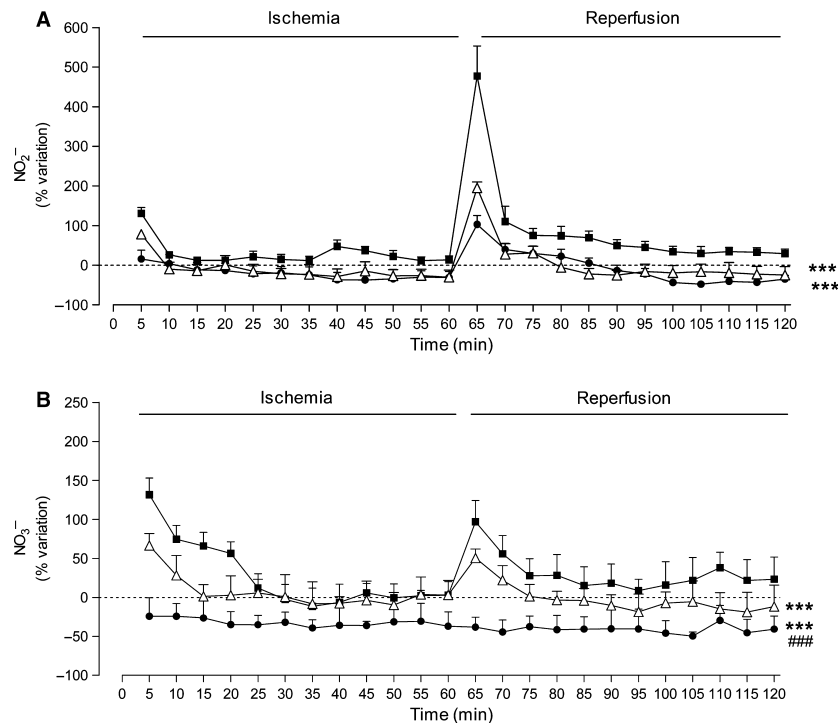 A
Ischemia
Reperfusion
600
500
400
300
200
100
0
–100
NO2–
(% variation)
***
***
0 5 10 15 20 25 30 35 40 45 50 55 60 65 70 75 80 85 90 95 100 105 110 115 120
Time (min)
B
Ischemia
Reperfusion
250
200
150
100
50
0
–50
–100
NO3–
(% variation)
***
***
###
0 5 10 15 20 25 30 35 40 45 50 55 60 65 70 75 80 85 90 95 100 105 110 115 120
Time (min)